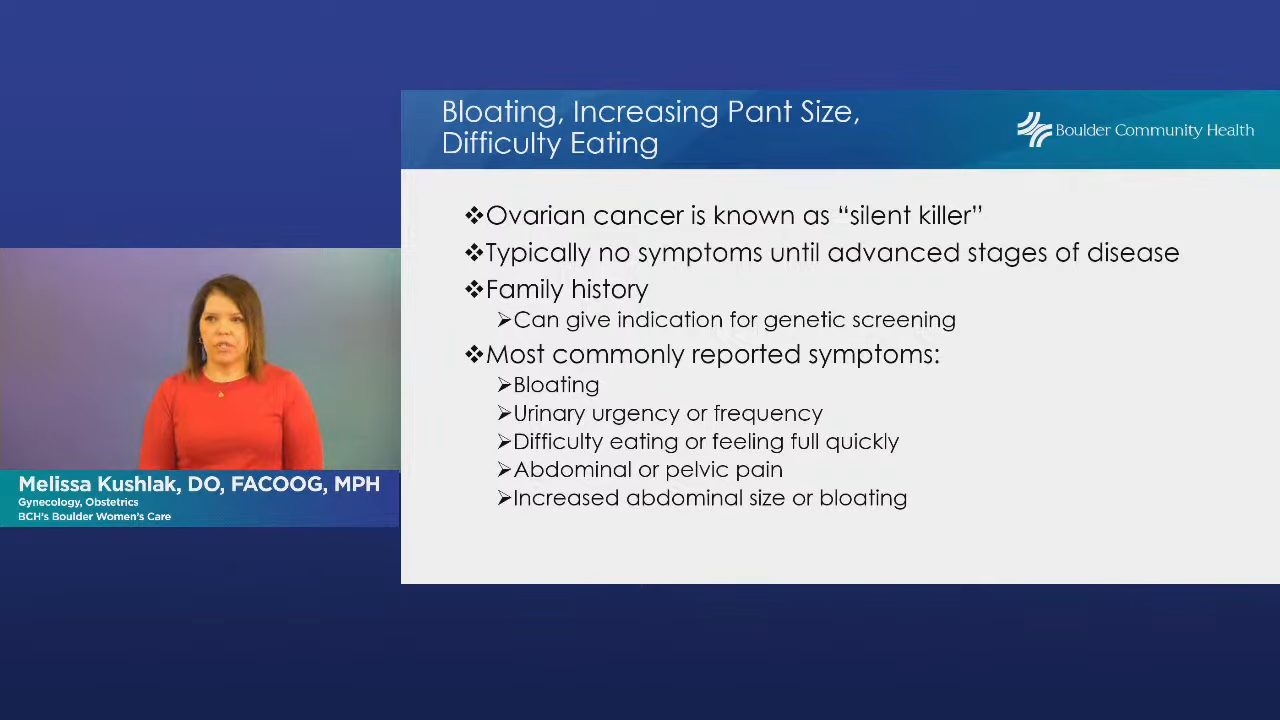 Bloating, Increasing Pant Size,
Difficulty Eating
Boulder Community Health
❖Ovarian cancer is known as “silent killer”
❖Typically no symptoms until advanced stages of disease
❖Family history
➢Can give indication for genetic screening
❖Most commonly reported symptoms:
➢Bloating
➢Urinary urgency or frequency
➢Difficulty eating or feeling full quickly
➢Abdominal or pelvic pain
➢Increased abdominal size or bloating
Melissa Kushlak, DO, FACOOG, MPH
Gynecology, Obstetrics
BCH’s Boulder Women’s Care